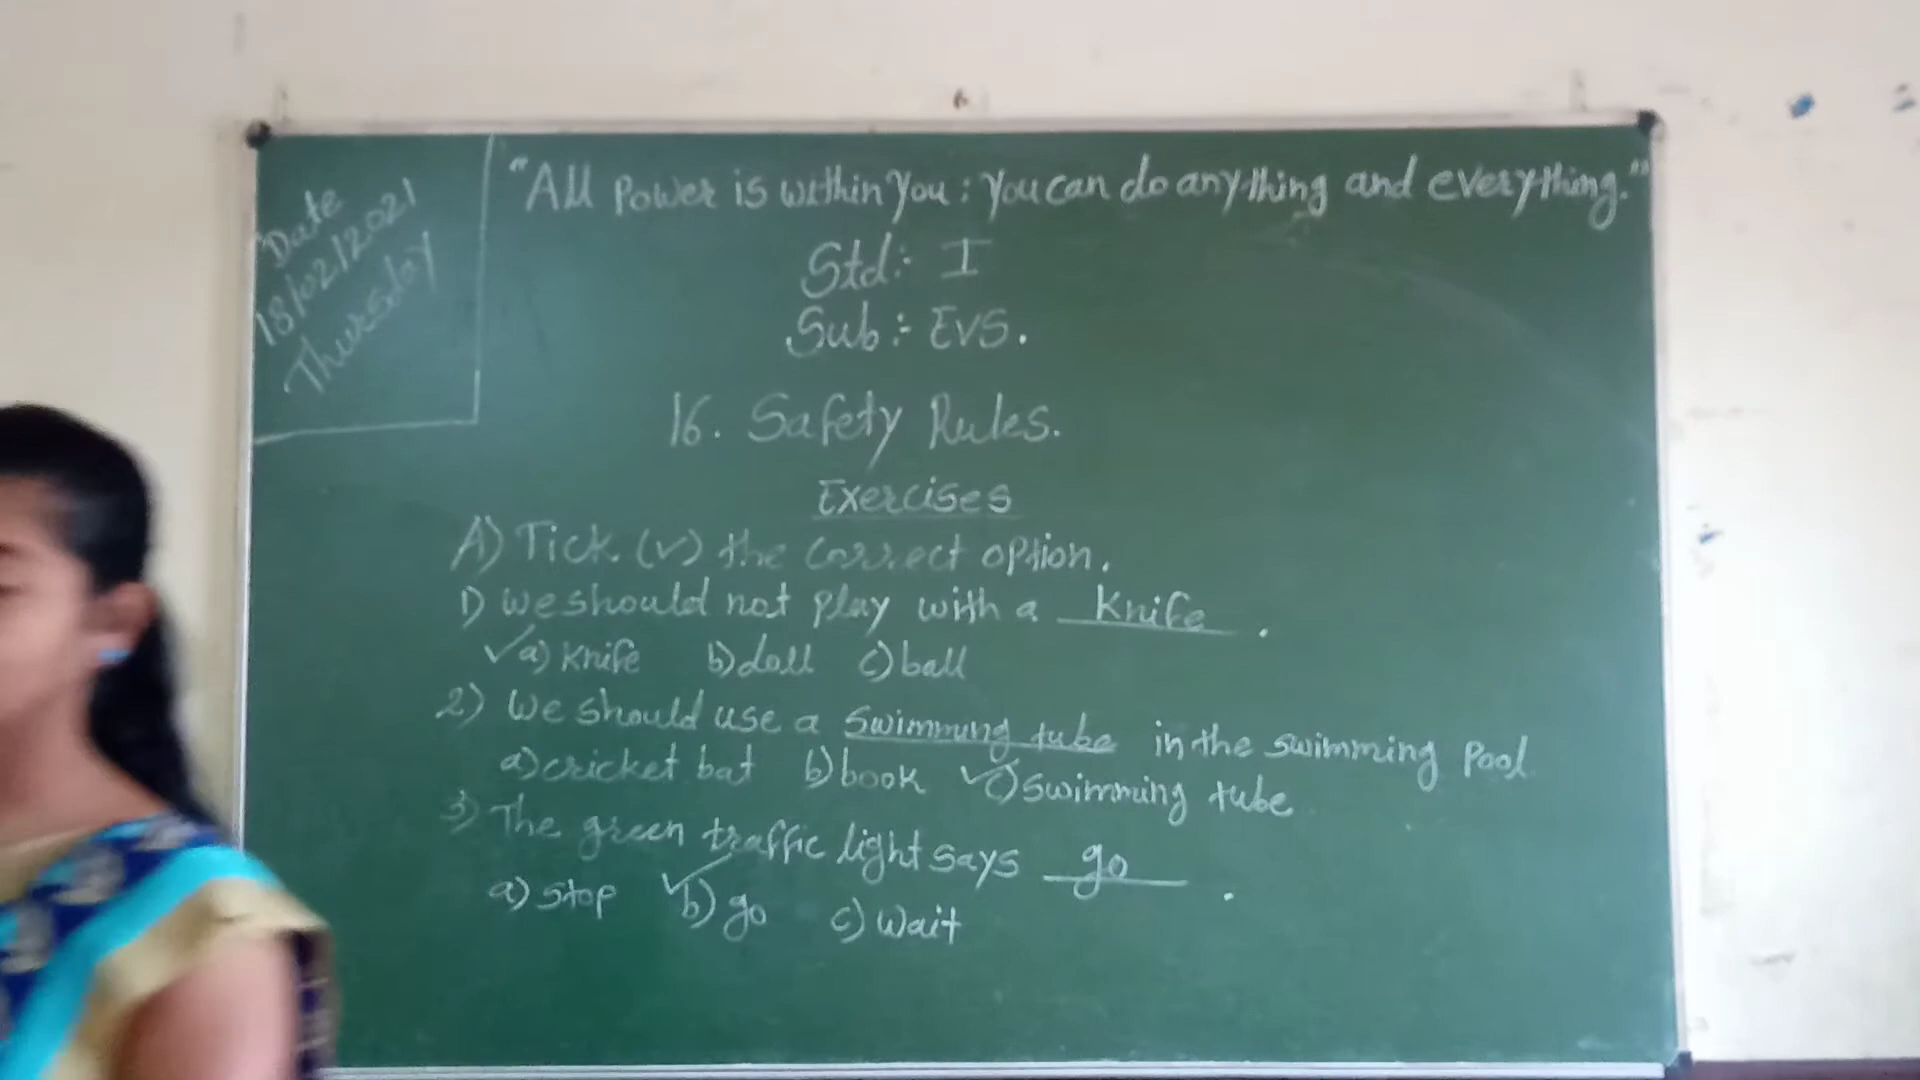 Date
18/02/2021
Thursday
"All Power is within You : You can do anything and everything."
Std:- I
Sub:- EVS.
16. Safety Rules.
Exercises
A) Tick (✓) the correct option.
1) We should not play with a Knife .
✓a) Knife b) doll c) ball
2) We should use a Swimming tube in the swimming Pool
a) cricket bat b) book ✓c) Swimming tube
3) The green traffic light says go .
a) Stop ✓b) go c) Wait